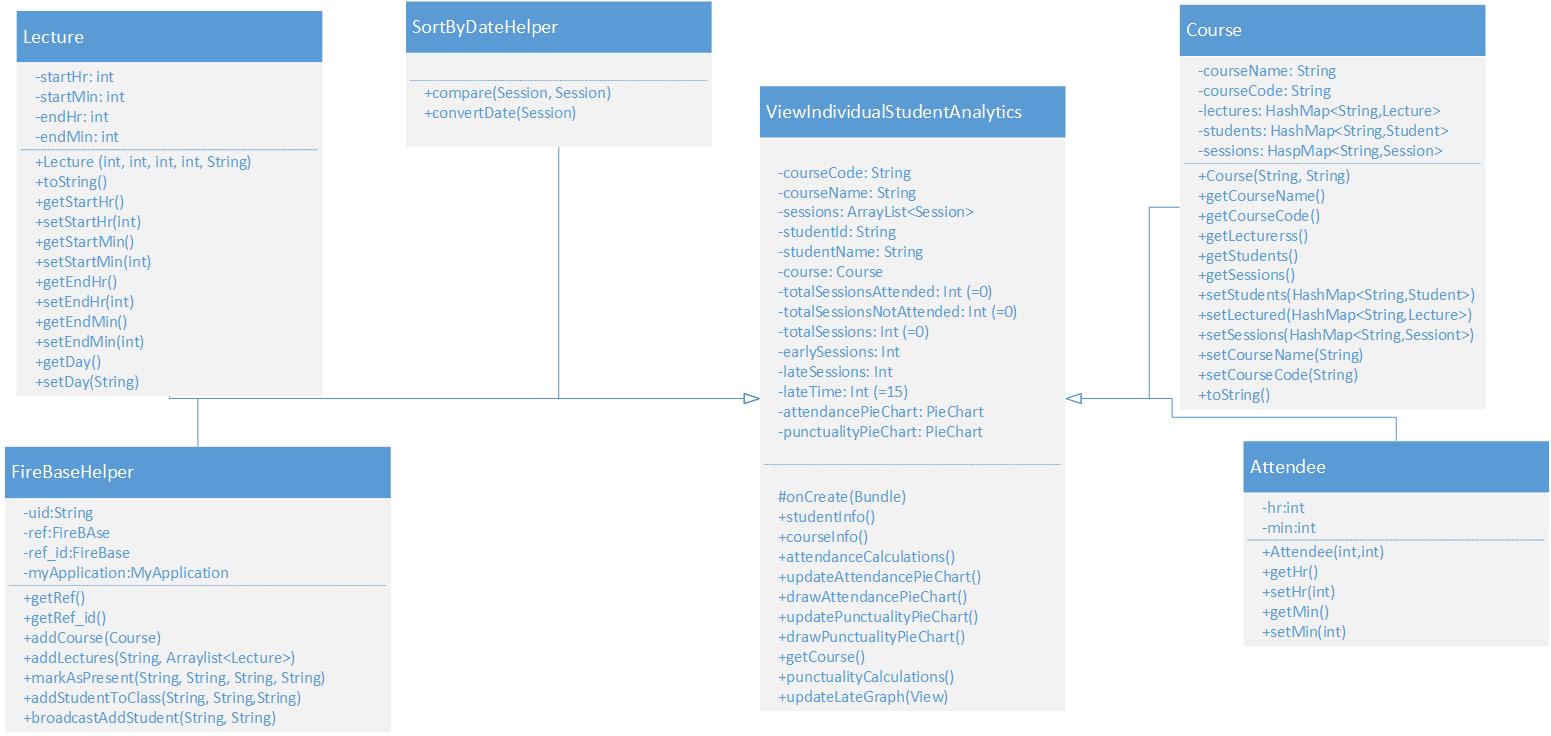 Lecture
-startHr: int
-startMin: int
-endHr: int
-endMin: int
+Lecture (int, int, int, int, String)
+toString()
+getStartHr()
+setStartHr(int)
+getStartMin()
+setStartMin(int)
+getEndHr()
+setEndHr(int)
+getEndMin()
+setEndMin(int)
+getDay()
+setDay(String)
SortByDateHelper
+compare(Session, Session)
+convertDate(Session)
ViewIndividualStudentAnalytics
-courseCode: String
-courseName: String
-sessions: ArrayList<Session>
-studentId: String
-studentName: String
-course: Course
-totalSessionsAttended: Int (=0)
-totalSessionsNotAttended: Int (=0)
-totalSessions: Int (=0)
-earlySessions: Int
-lateSessions: Int
-lateTime: Int (=15)
-attendancePieChart: PieChart
-punctualityPieChart: PieChart
#onCreate(Bundle)
+studentInfo()
+courseInfo()
+attendanceCalculations()
+updateAttendancePieChart()
+drawAttendancePieChart()
+updatePunctualityPieChart()
+drawPunctualityPieChart()
+getCourse()
+punctualityCalculations()
+updateLateGraph(View)
Course
-courseName: String
-courseCode: String
-lectures: HashMap<String,Lecture>
-students: HashMap<String,Student>
-sessions: HaspMap<String,Session>
+Course(String, String)
+getCourseName()
+getCourseCode()
+getLecturerss()
+getStudents()
+getSessions()
+setStudents(HashMap<String,Student>)
+setLectured(HashMap<String,Lecture>)
+setSessions(HashMap<String,Sessiont>)
+setCourseName(String)
+setCourseCode(String)
+toString()
FireBaseHelper
-uid:String
-ref:FireBAse
-ref_id:FireBase
-myApplication:MyApplication
+getRef()
+getRef_id()
+addCourse(Course)
+addLectures(String, Arraylist<Lecture>)
+markAsPresent(String, String, String, String)
+addStudentToClass(String, String,String)
+broadcastAddStudent(String, String)
Attendee
-hr:int
-min:int
+Attendee(int,int)
+getHr()
+setHr(int)
+getMin()
+setMin(int)